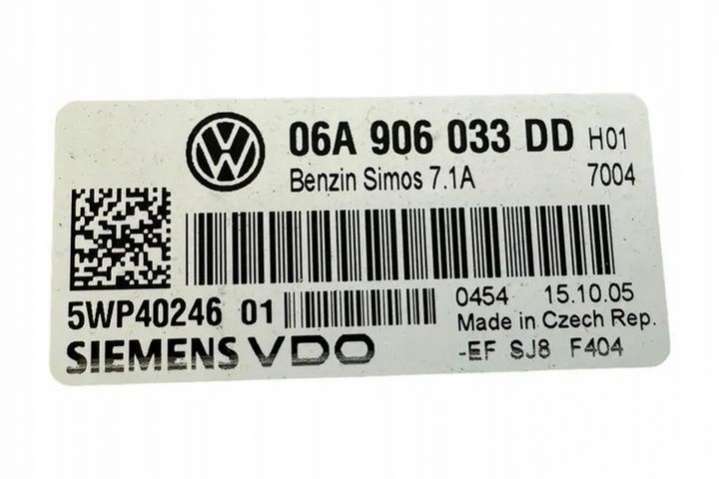 06A 906 033 DD H01
Benzin Simos 7.1A 7004
5WP40246 01
0454 15.10.05
Made in Czech Rep.
SIEMENS VDO
-EF SJ8 F404